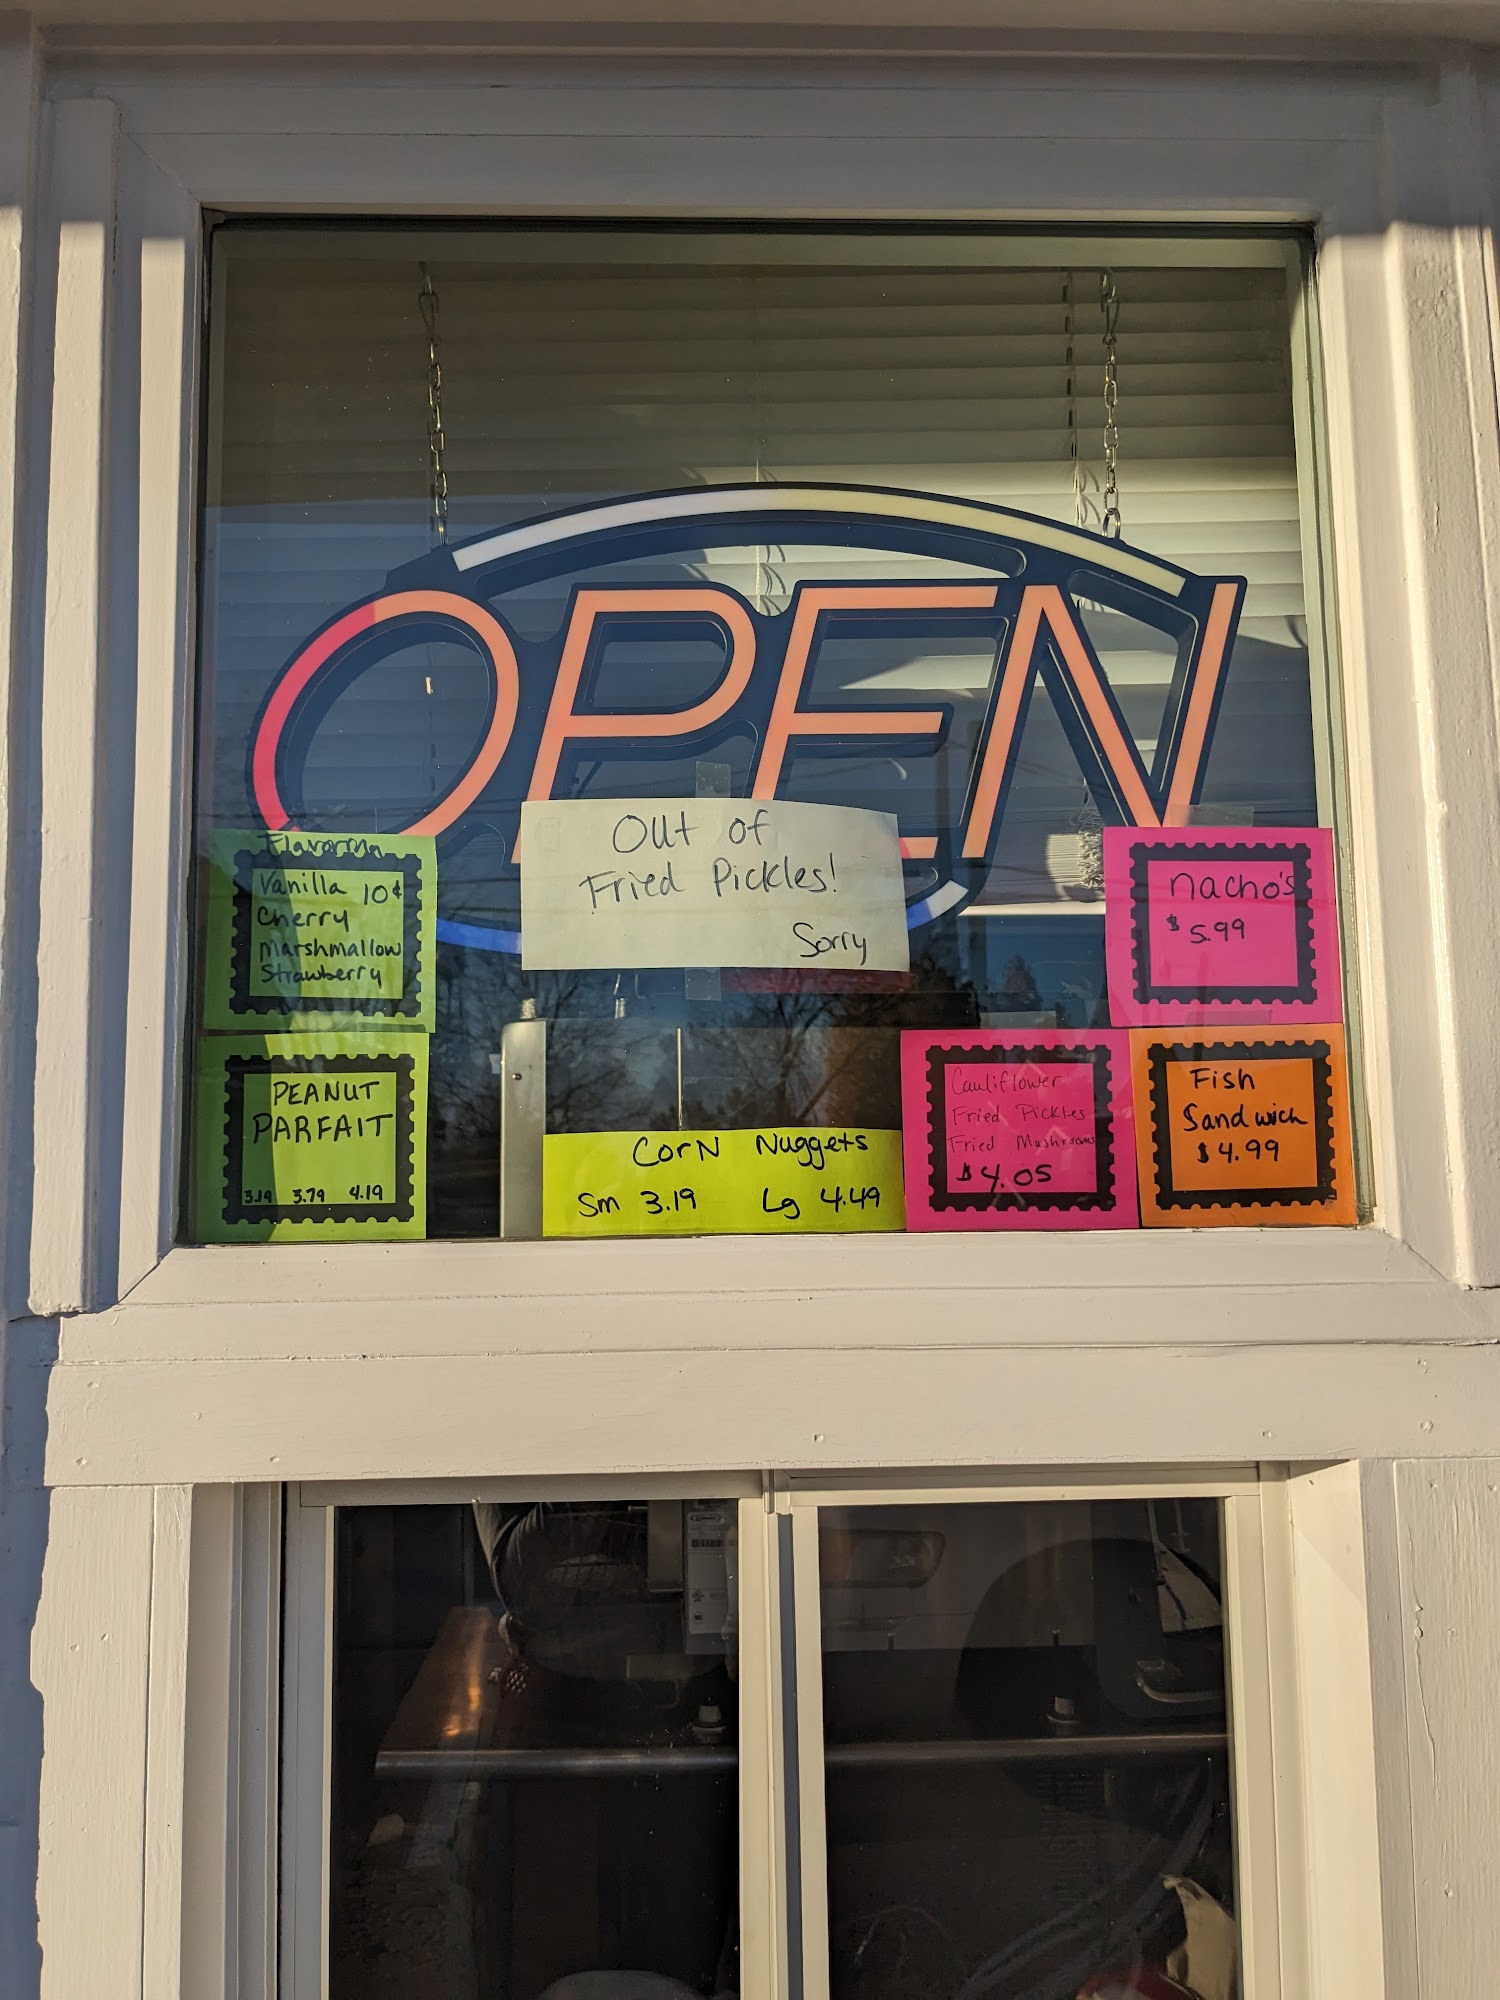 OPEN
Out of
Fried Pickles!
Sorry
Vanilla 10¢
Cherry
Marshmallow
Strawberry
PEANUT
PARFAIT
3.19 3.79 4.19
Corn Nuggets
Sm 3.19 Lg 4.49
nacho's
$5.99
Cauliflower
Fried Pickles
Fried Mushrooms
$4.05
Fish
Sandwich
$4.99